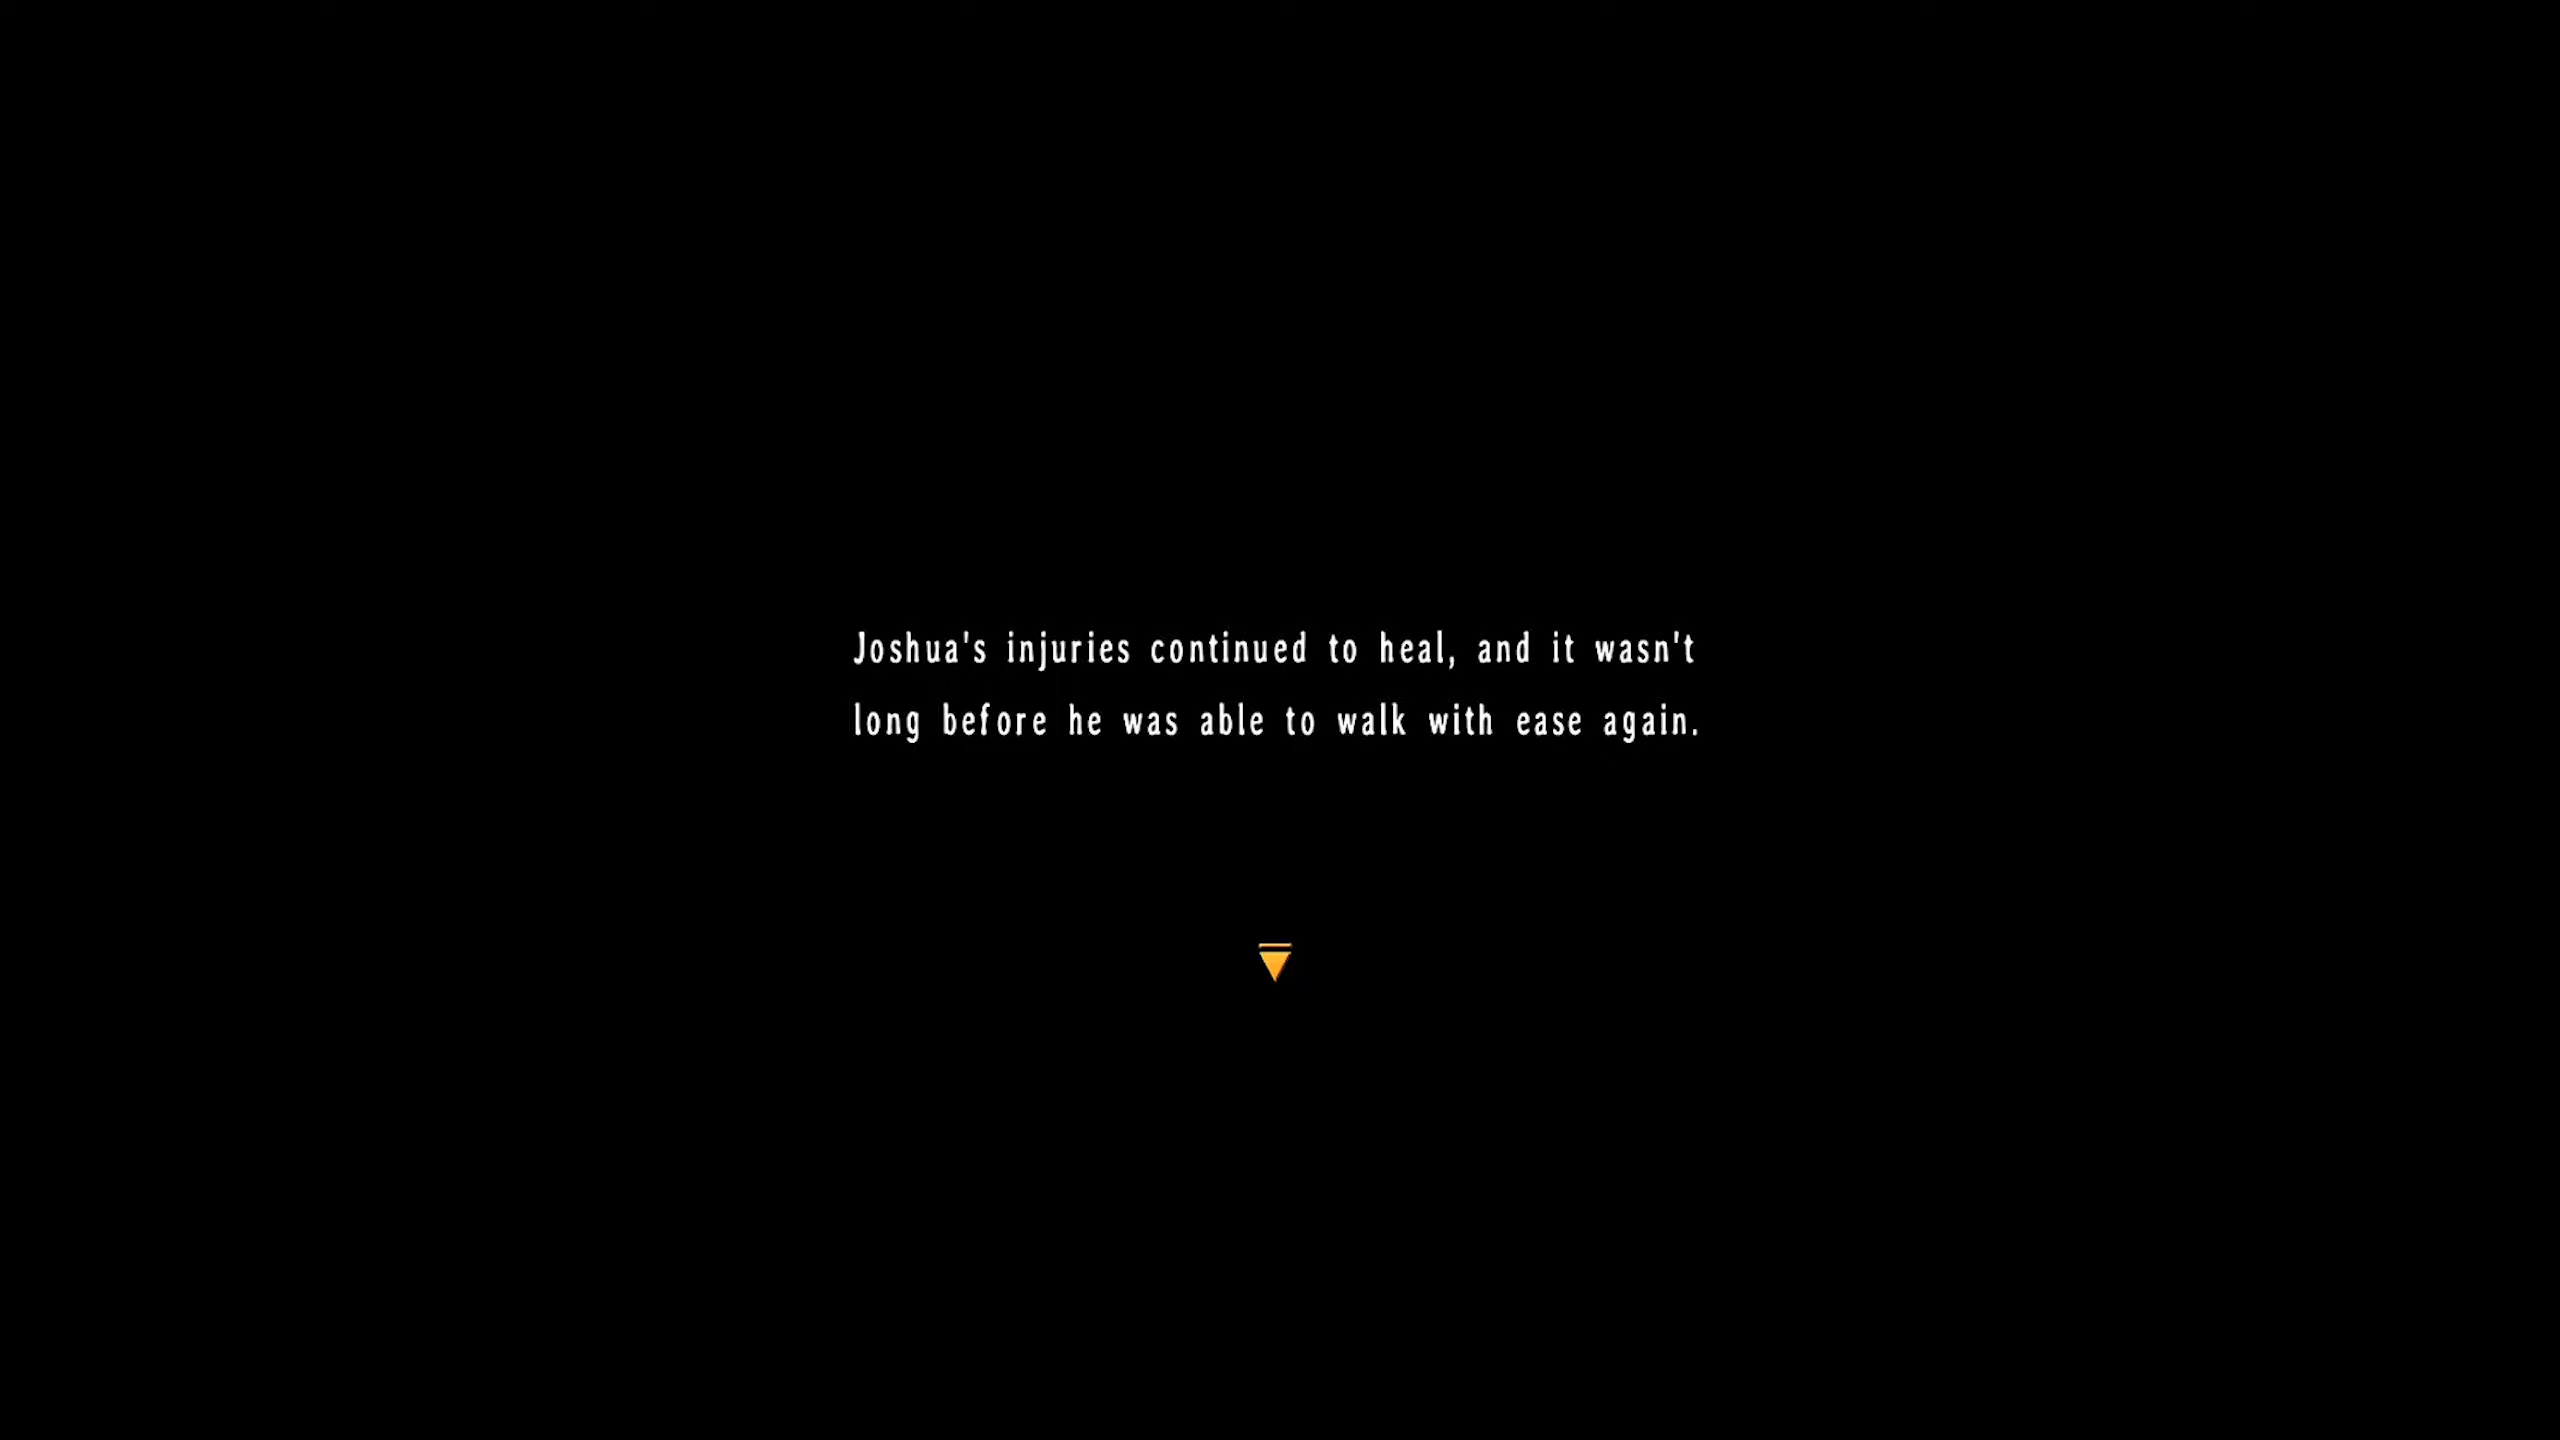 Joshua's injuries continued to heal, and it wasn't
long before he was able to walk with ease again.